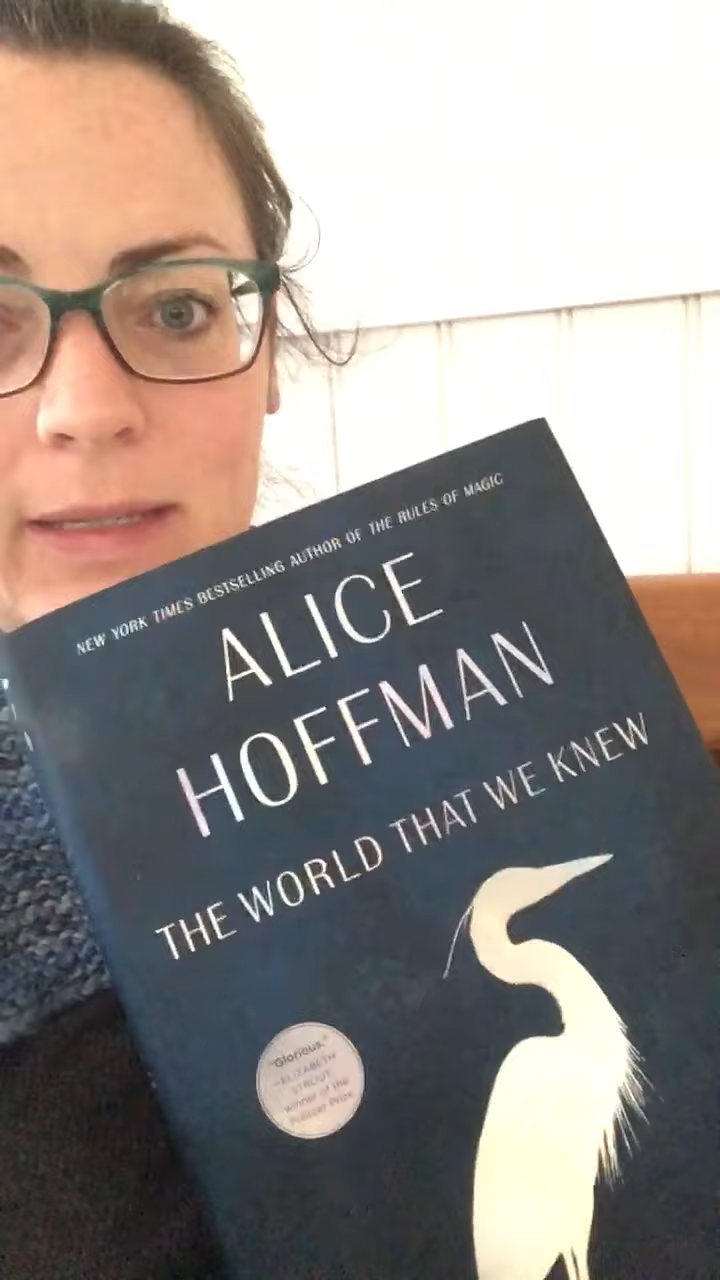 NEW YORK TIMES BESTSELLING AUTHOR OF THE RULES OF MAGIC
ALICE
HOFFMAN
THE WORLD THAT WE KNEW
"Glorious."
—ELIZABETH
STROUT,
winner of the
Pulitzer Prize